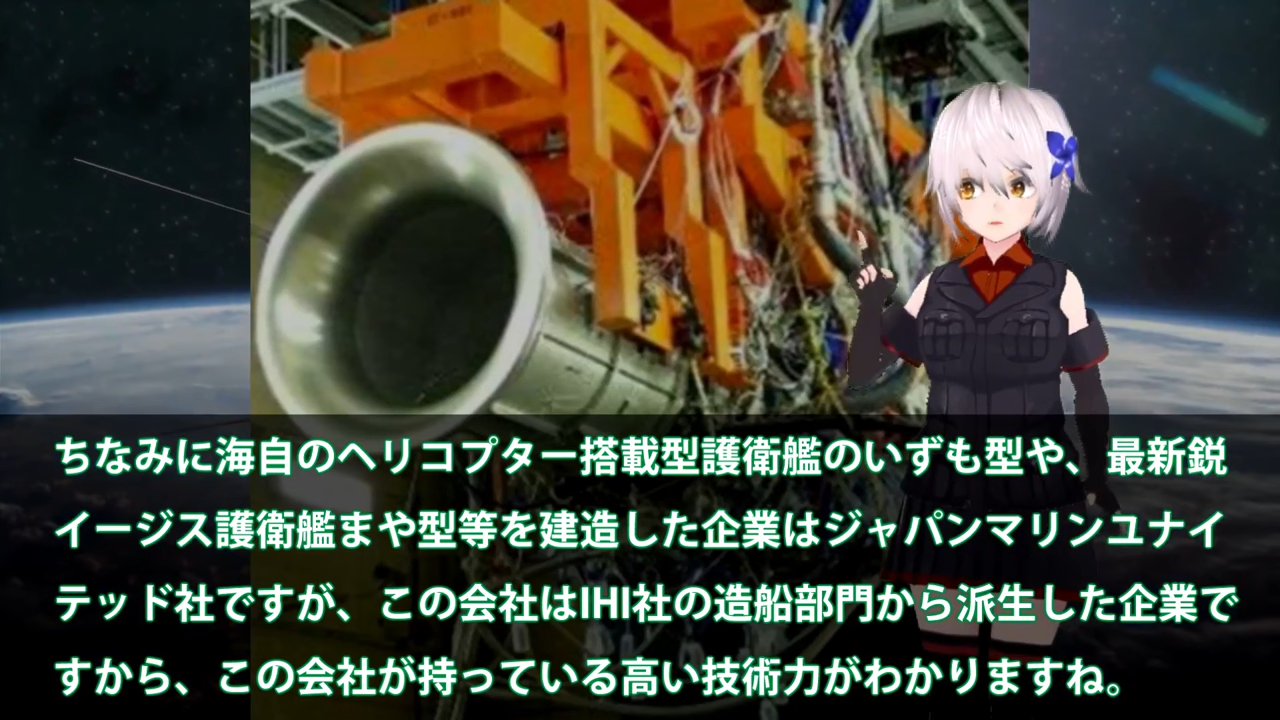 ちなみに海自のヘリコプター搭載型護衛艦のいずも型や、最新鋭
イージス護衛艦まや型等を建造した企業はジャパンマリンユナイ
テッド社ですが、この会社はIHI社の造船部門から派生した企業で
すから、この会社が持っている高い技術力がわかりますね。